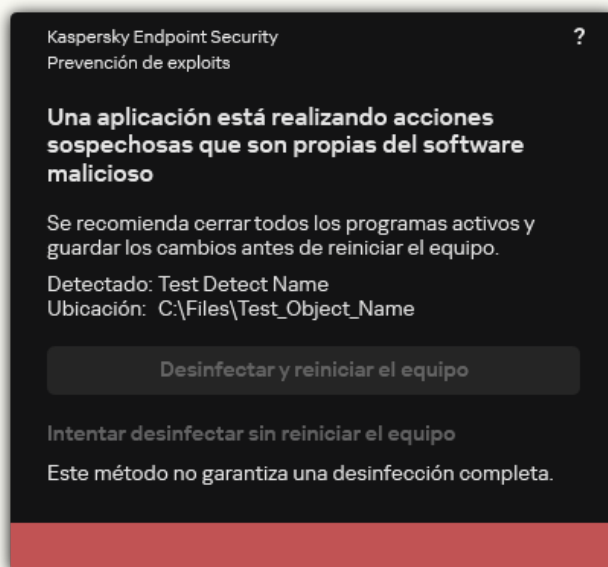 Kaspersky Endpoint Security
?
Prevención de exploits
Una aplicación está realizando acciones
sospechosas que son propias del software
malicioso
Se recomienda cerrar todos los programas activos y
guardar los cambios antes de reiniciar el equipo.
Detectado: Test Detect Name
Ubicación: C:\Files\Test_Object_Name
Desinfectar y reiniciar el equipo
Intentar desinfectar sin reiniciar el equipo
Este método no garantiza una desinfección completa.